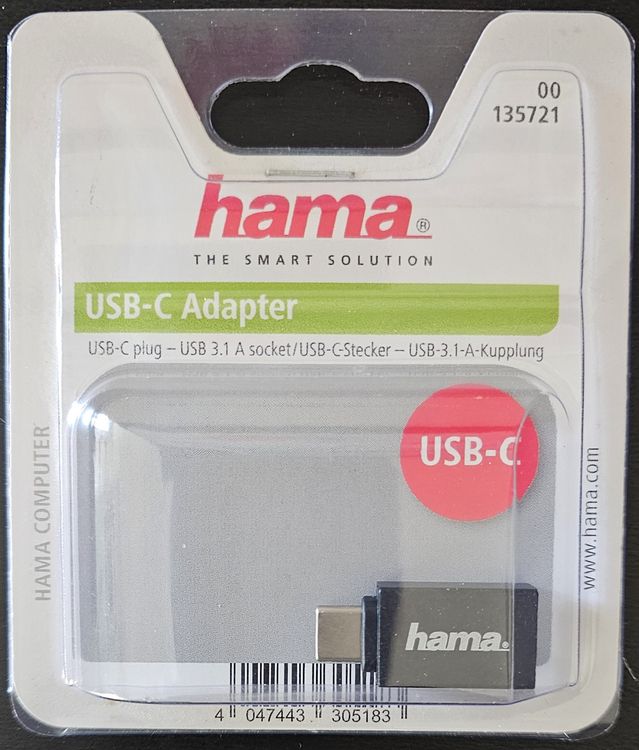 00
135721
hama®
THE SMART SOLUTION
USB-C Adapter
USB-C plug – USB 3.1 A socket/USB-C-Stecker – USB-3.1-A-Kupplung
USB-C
HAMA COMPUTER
www.hama.com
hama.
4 047443 305183